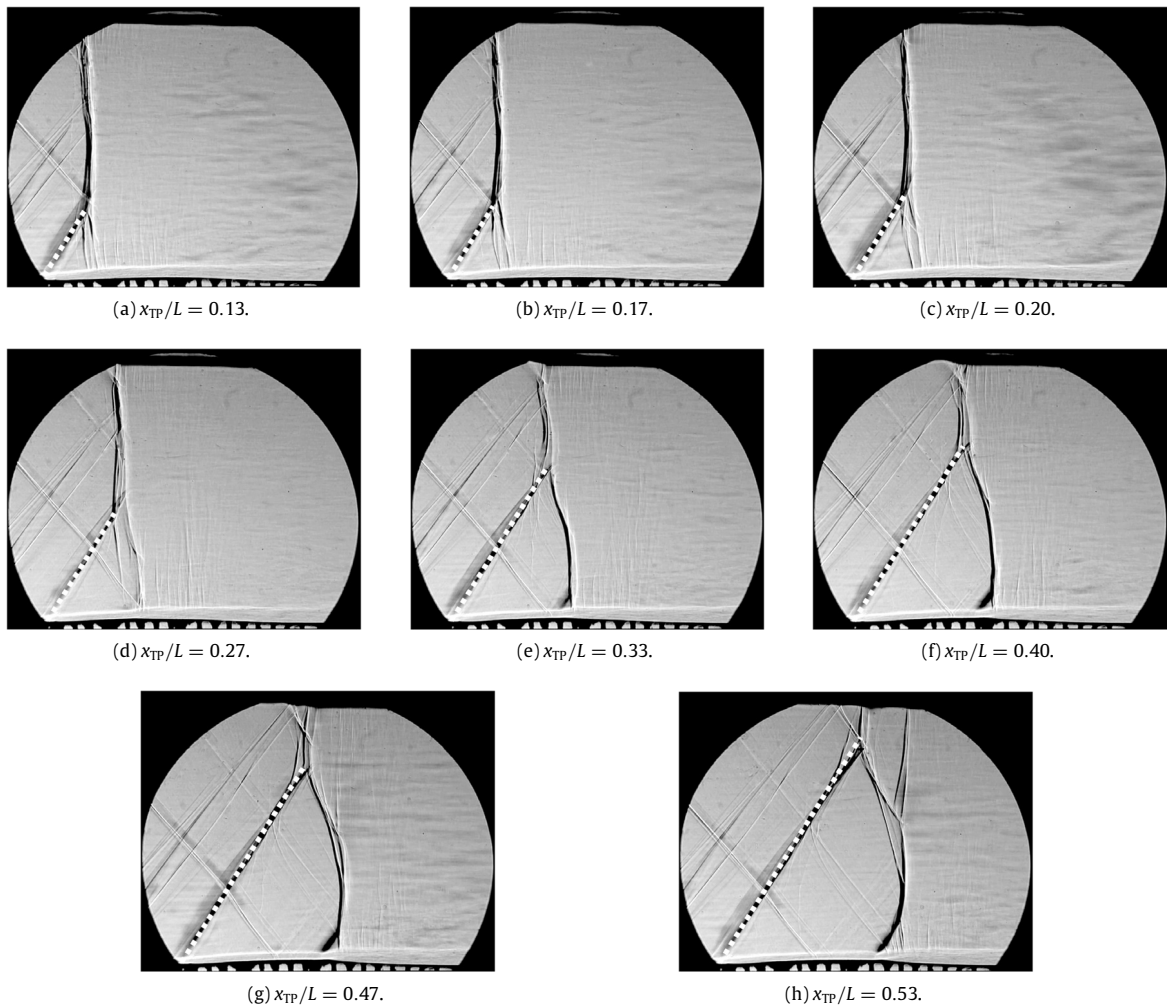 (a) x_TP/L = 0.13.
(b) x_TP/L = 0.17.
(c) x_TP/L = 0.20.
(d) x_TP/L = 0.27.
(e) x_TP/L = 0.33.
(f) x_TP/L = 0.40.
(g) x_TP/L = 0.47.
(h) x_TP/L = 0.53.